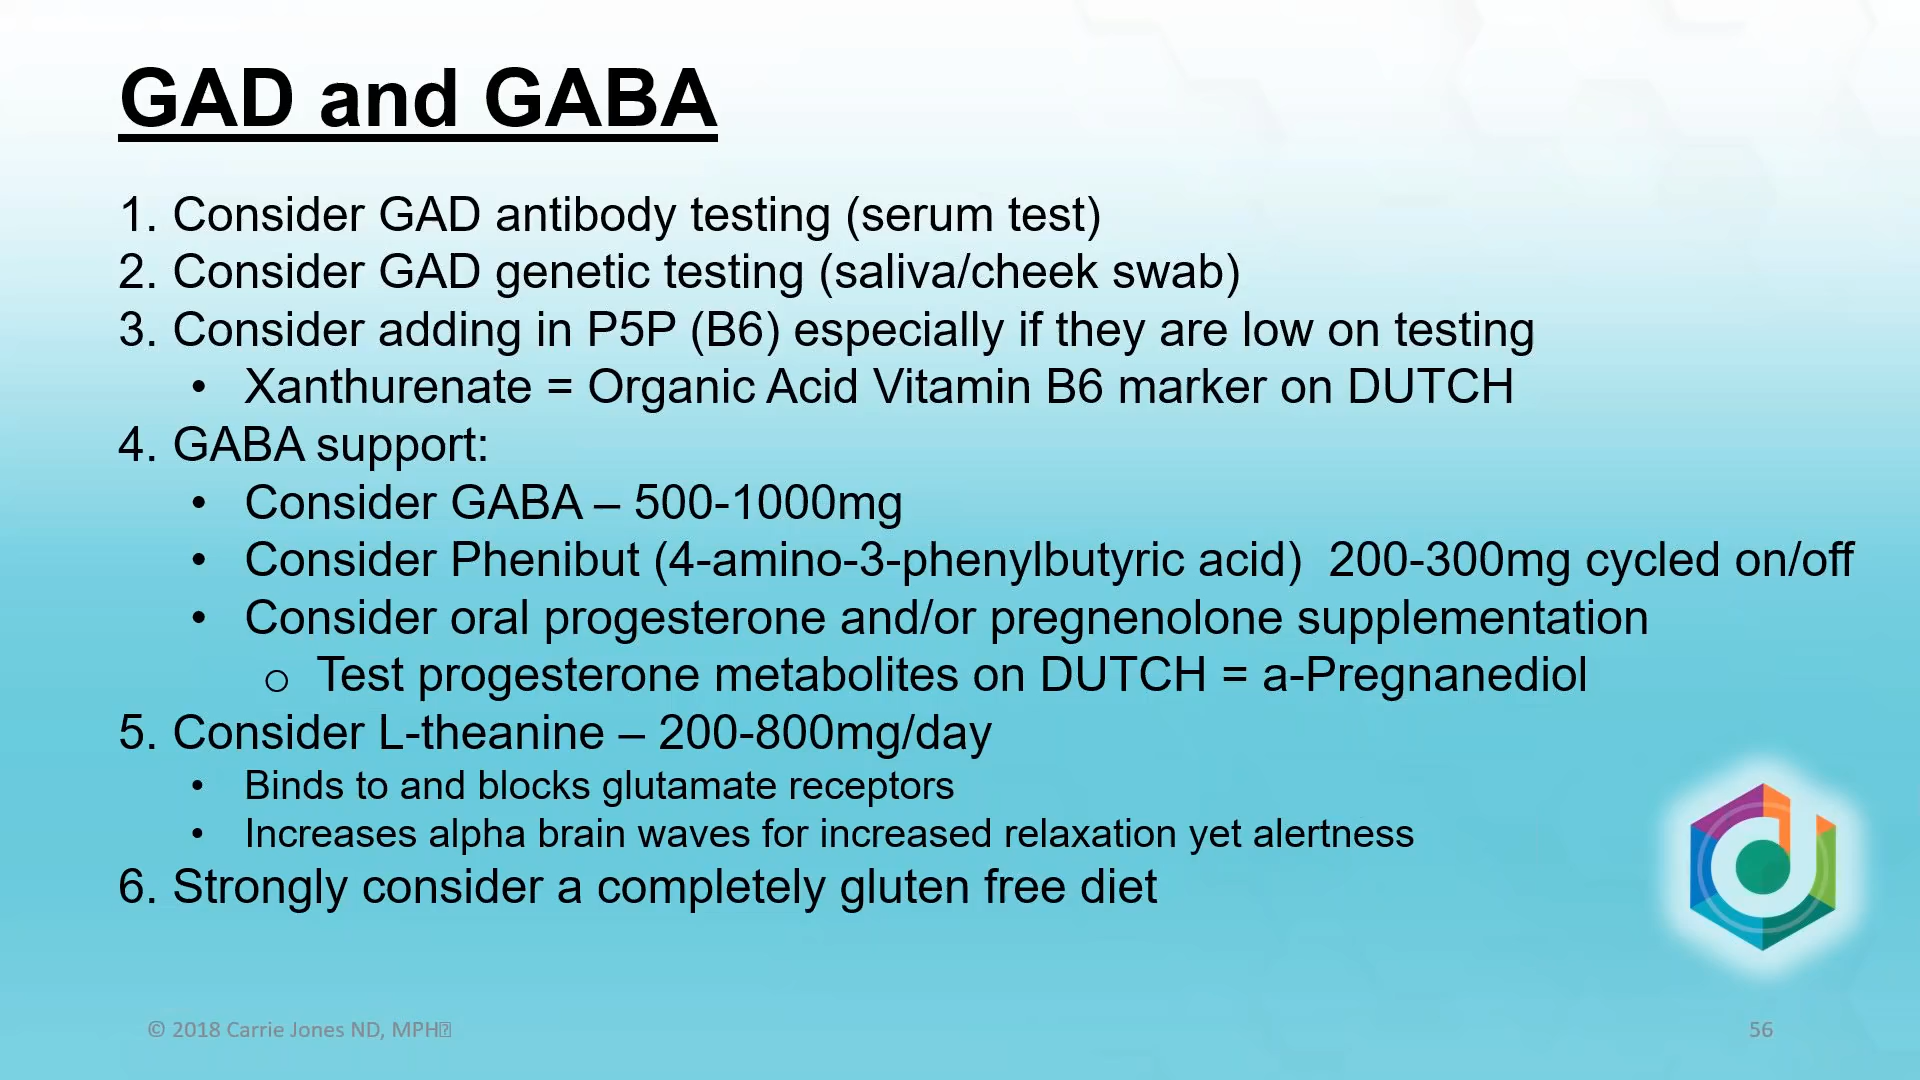 GAD and GABA
1. Consider GAD antibody testing (serum test)
2. Consider GAD genetic testing (saliva/cheek swab)
3. Consider adding in P5P (B6) especially if they are low on testing
• Xanthurenate = Organic Acid Vitamin B6 marker on DUTCH
4. GABA support:
• Consider GABA – 500-1000mg
• Consider Phenibut (4-amino-3-phenylbutyric acid) 200-300mg cycled on/off
• Consider oral progesterone and/or pregnenolone supplementation
o Test progesterone metabolites on DUTCH = a-Pregnanediol
5. Consider L-theanine – 200-800mg/day
• Binds to and blocks glutamate receptors
• Increases alpha brain waves for increased relaxation yet alertness
6. Strongly consider a completely gluten free diet
© 2018 Carrie Jones ND, MPH
56